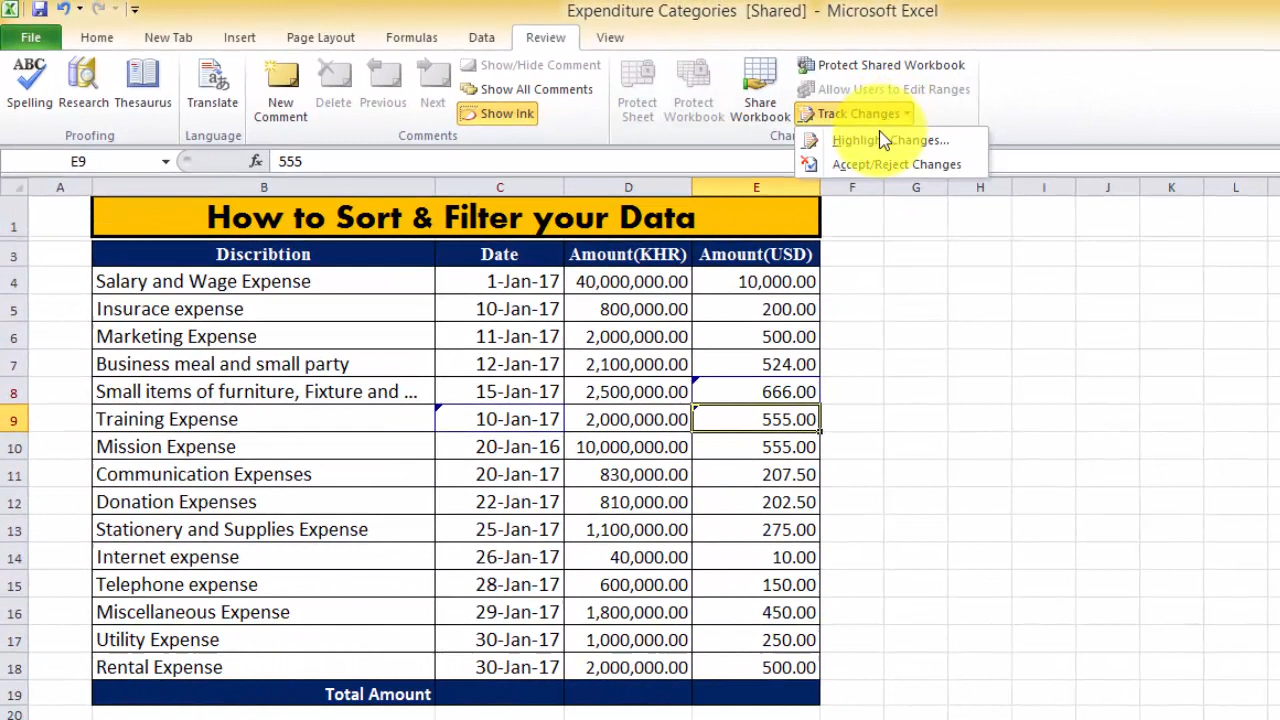 Expenditure Categories [Shared] - Microsoft Excel
File Home New Tab Insert Page Layout Formulas Data Review View
ABC
Spelling Research Thesaurus Translate New Comment Delete Previous Next
Show/Hide Comment
Show All Comments
Show Ink
Protect Sheet Protect Workbook Share Workbook
Protect Shared Workbook
Allow Users to Edit Ranges
Track Changes
Proofing Language Comments
Highlight Changes...
Accept/Reject Changes
E9 fx 555
A B C D E F G H I J K L
1 How to Sort & Filter your Data
3 Discribtion Date Amount(KHR) Amount(USD)
4 Salary and Wage Expense 1-Jan-17 40,000,000.00 10,000.00
5 Insurace expense 10-Jan-17 800,000.00 200.00
6 Marketing Expense 11-Jan-17 2,000,000.00 500.00
7 Business meal and small party 12-Jan-17 2,100,000.00 524.00
8 Small items of furniture, Fixture and ... 15-Jan-17 2,500,000.00 666.00
9 Training Expense 10-Jan-17 2,000,000.00 555.00
10 Mission Expense 20-Jan-16 10,000,000.00 555.00
11 Communication Expenses 20-Jan-17 830,000.00 207.50
12 Donation Expenses 22-Jan-17 810,000.00 202.50
13 Stationery and Supplies Expense 25-Jan-17 1,100,000.00 275.00
14 Internet expense 26-Jan-17 40,000.00 10.00
15 Telephone expense 28-Jan-17 600,000.00 150.00
16 Miscellaneous Expense 29-Jan-17 1,800,000.00 450.00
17 Utility Expense 30-Jan-17 1,000,000.00 250.00
18 Rental Expense 30-Jan-17 2,000,000.00 500.00
19 Total Amount
20